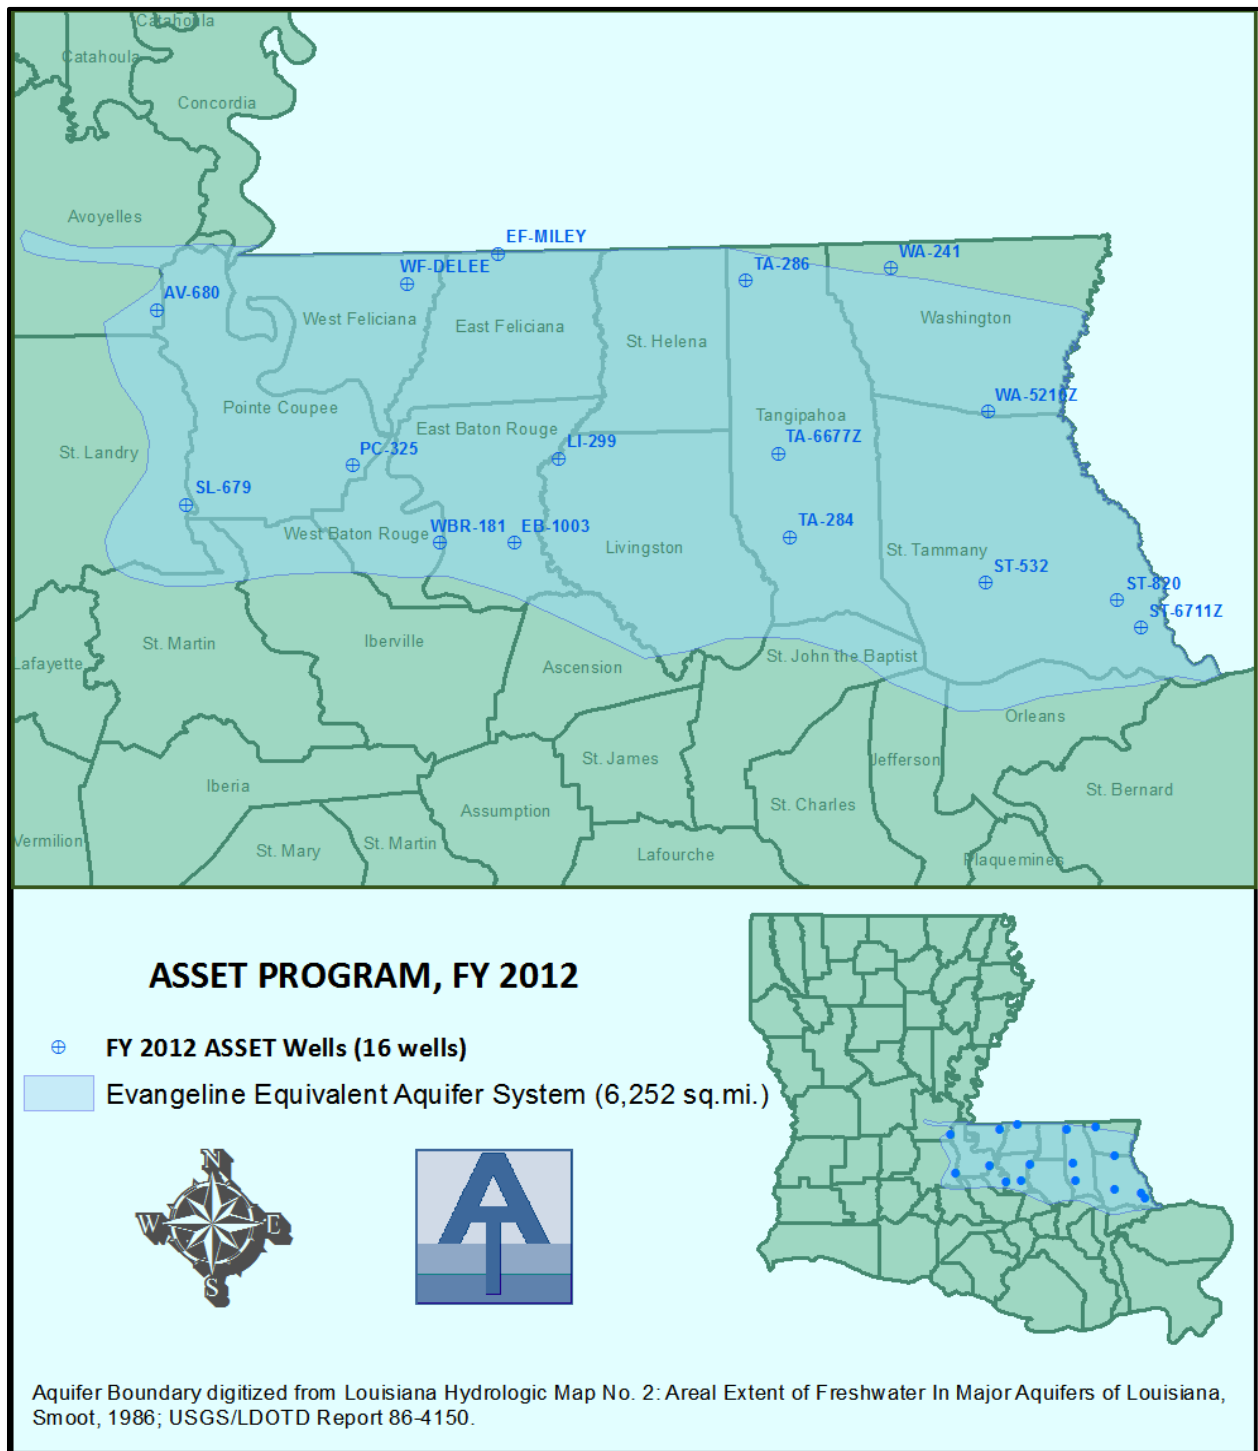 Catahoula
Catahoula
Concordia
Avoyelles
EF-MILEY
WA-241
WF-DELEE
TA-286
AV-680
West Feliciana
East Feliciana
Washington
St. Helena
WA-5210Z
Pointe Coupee
Tangipahoa
East Baton Rouge
LI-299
TA-6677Z
St. Landry
PC-325
SL-679
WBR-181
EB-1003
TA-284
West Baton Rouge
Livingston
St. Tammany
ST-532
ST-820
ST-6711Z
St. Martin
Iberville
Lafayette
Ascension
St. John the Baptist
Orleans
St. James
Jefferson
Iberia
St. Bernard
Assumption
St. Charles
Vermilion
St. Mary
St. Martin
Lafourche
Plaquemines
ASSET PROGRAM, FY 2012
FY 2012 ASSET Wells (16 wells)
Evangeline Equivalent Aquifer System (6,252 sq.mi.)
N
W
E
S
A
T
Aquifer Boundary digitized from Louisiana Hydrologic Map No. 2: Areal Extent of Freshwater In Major Aquifers of Louisiana,
Smoot, 1986; USGS/LDOTD Report 86-4150.